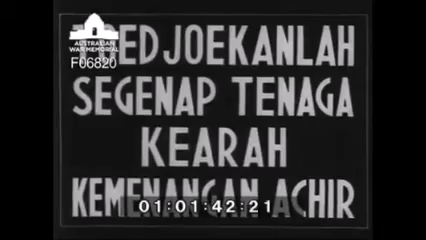 AUSTRALIAN
WAR MEMORIAL
F06820
SEGENAP TENAGA
KEARAH
KEMENANGAN ACHIR
01:01:42:21